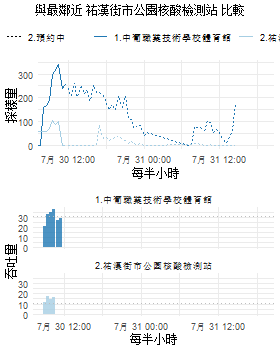 與最鄰近 祐漢街市公園核酸檢測站 比較
2.預約中
1.中葡職業技術學校體育館
2.祐
採樣量
300
200
100
0
7月 30 12:00
7月 31 00:00
7月 31 12:00
每半小時
1.中葡職業技術學校體育館
30
20
10
0
2.祐漢街市公園核酸檢測站
吞吐量
30
20
10
0
7月 30 12:00
7月 31 00:00
7月 31 12:00
每半小時